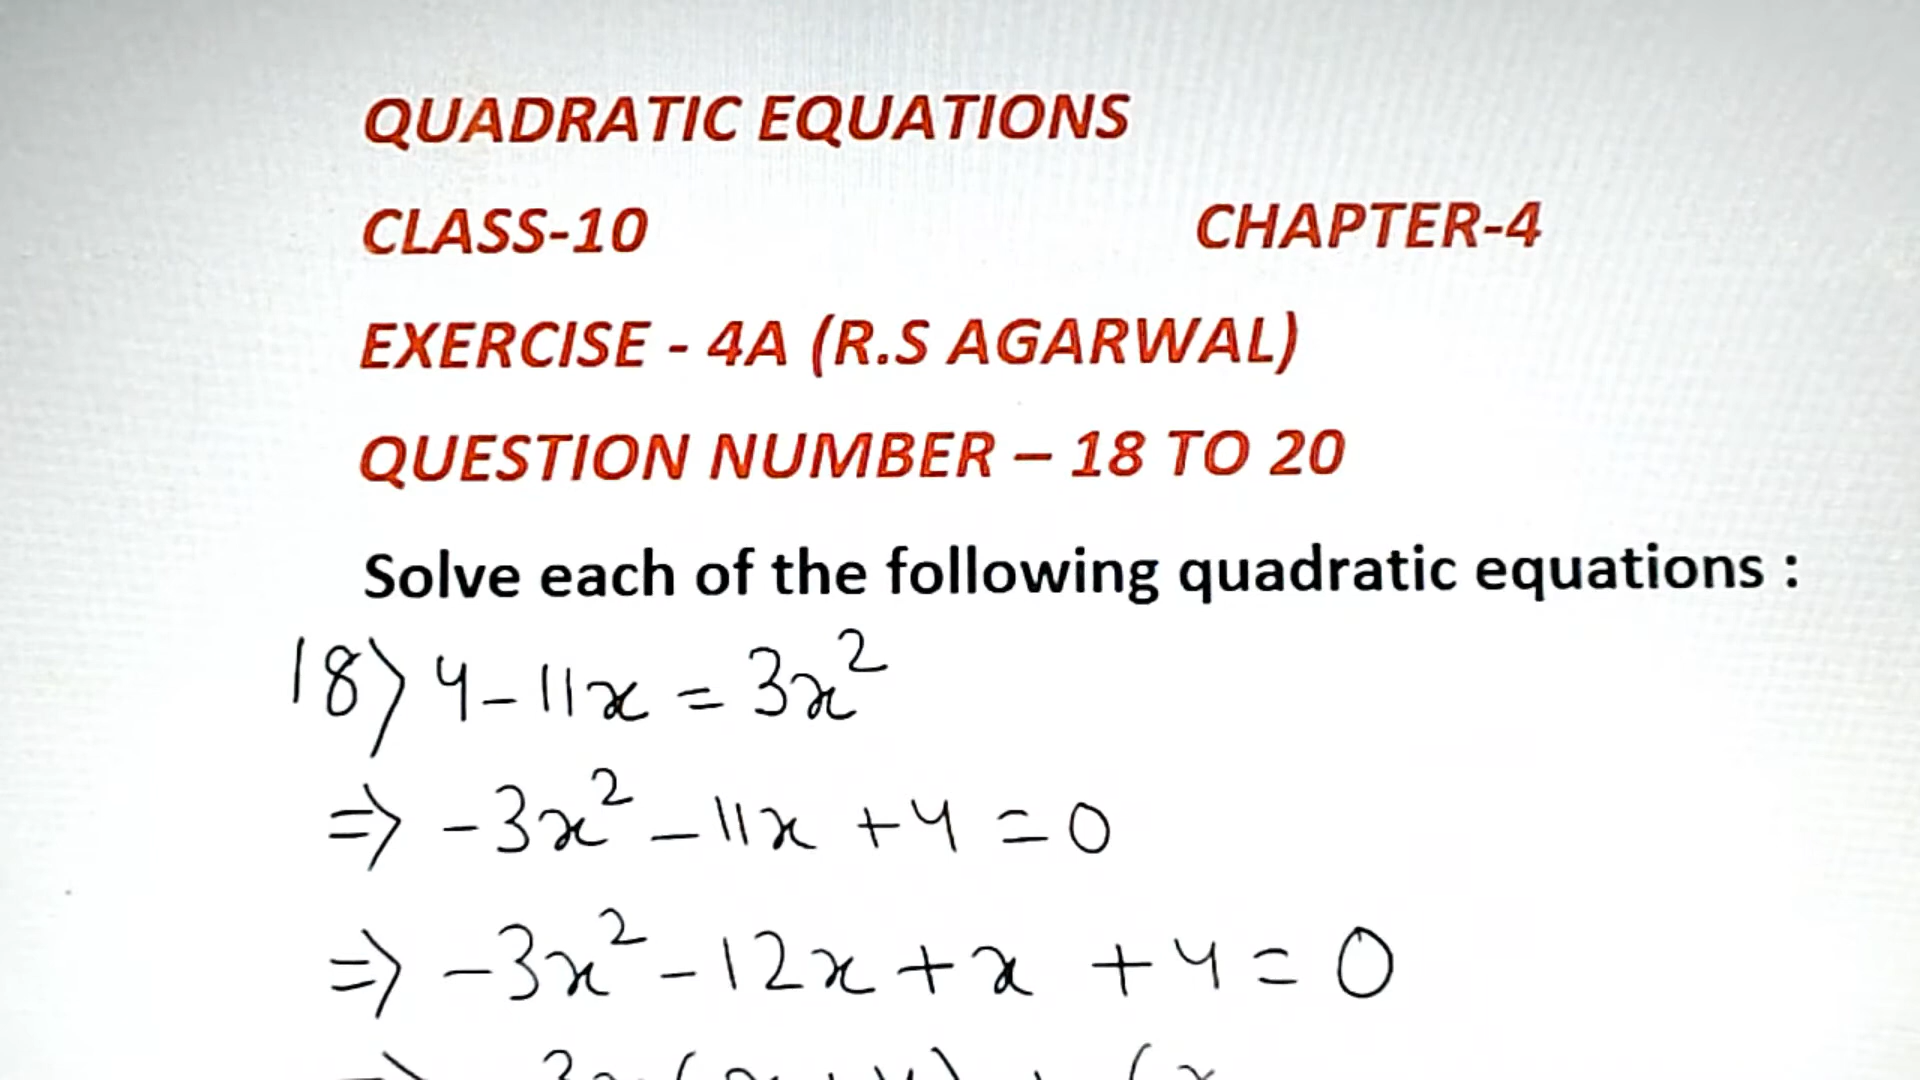 QUADRATIC EQUATIONS
CLASS-10 CHAPTER-4
EXERCISE - 4A (R.S AGARWAL)
QUESTION NUMBER – 18 TO 20
Solve each of the following quadratic equations :
18) 4-11x = 3x²
⇒ -3x² -11x +4 = 0
⇒ -3x² -12x + x +4 = 0